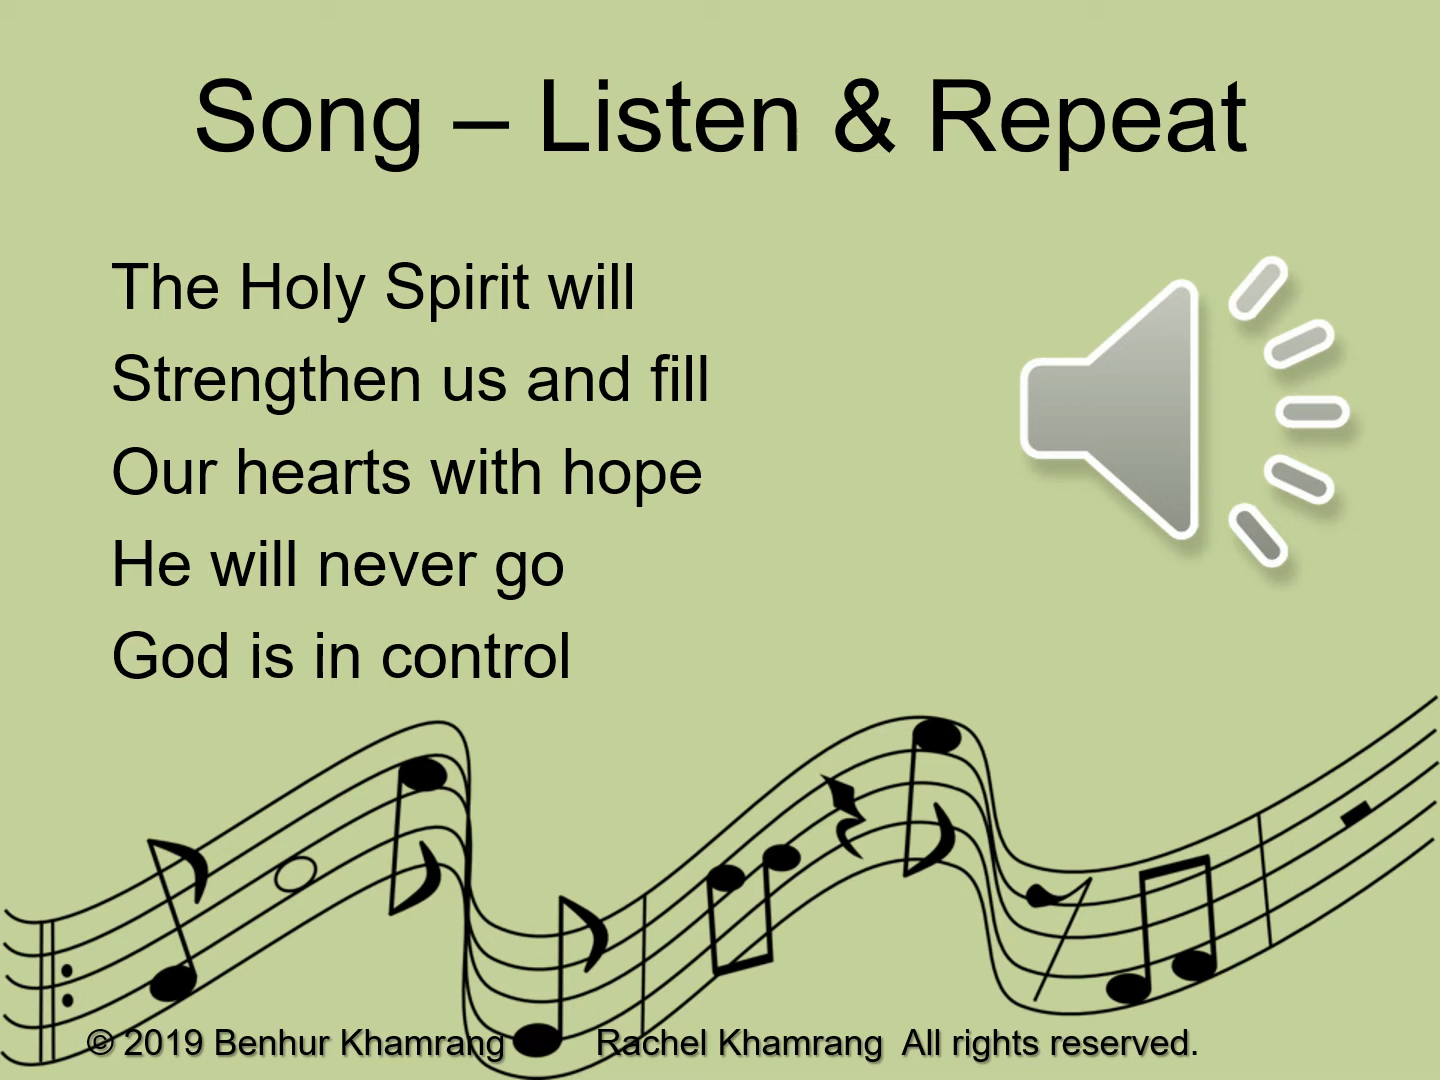 Song – Listen & Repeat
The Holy Spirit will
Strengthen us and fill
Our hearts with hope
He will never go
God is in control
© 2019 Benhur Khamrang Rachel Khamrang All rights reserved.